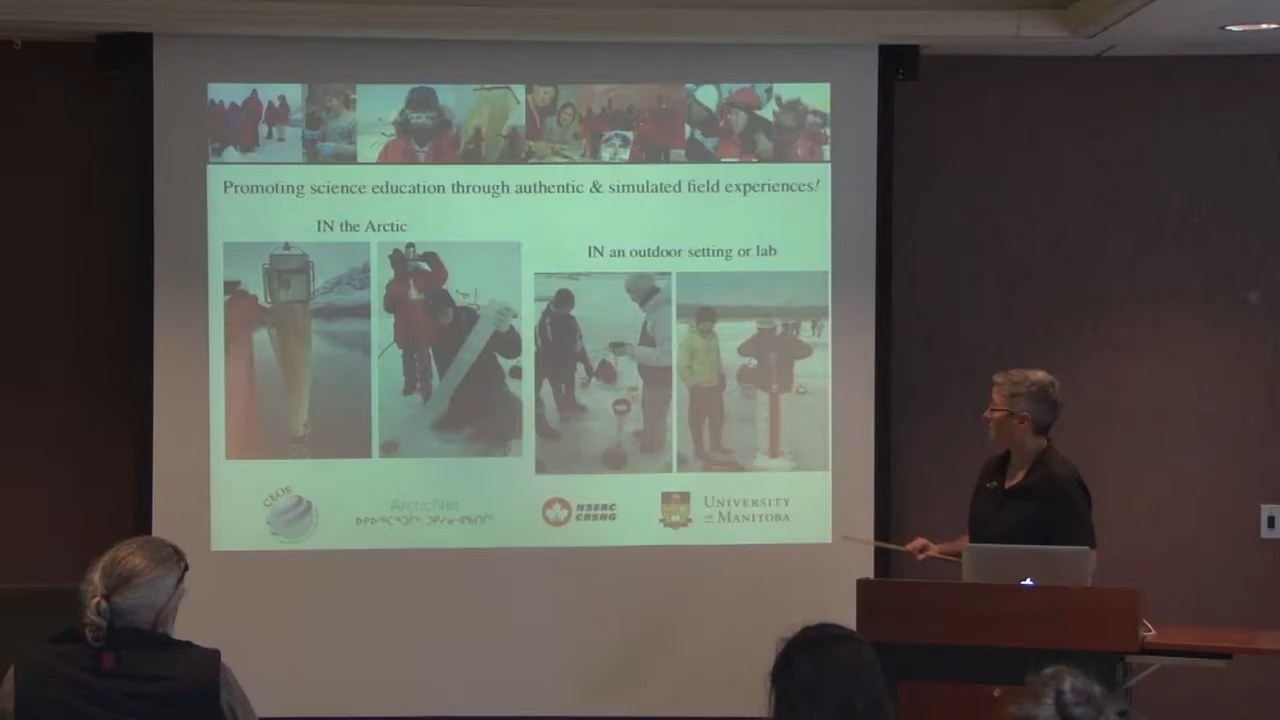 Promoting science education through authentic & simulated field experiences!
IN the Arctic
IN an outdoor setting or lab
CEOS
ArcticNet
NSERC
CRSNG
UNIVERSITY
OF MANITOBA